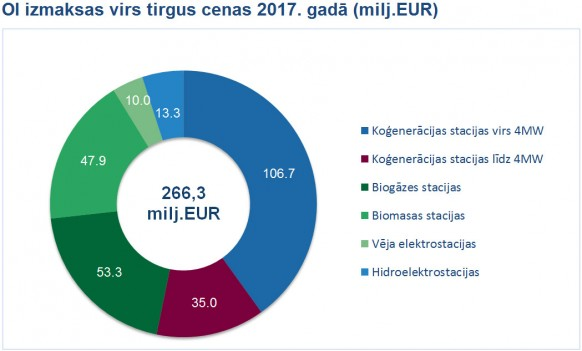 OI izmaksas virs tirgus cenas 2017. gadā (milj.EUR)
10.0
13.3
47.9
106.7
266,3
milj.EUR
53.3
35.0
Koģenerācijas stacijas virs 4MW
Koģenerācijas stacijas līdz 4MW
Biogāzes stacijas
Biomasas stacijas
Vēja elektrostacijas
Hidroelektrostacijas